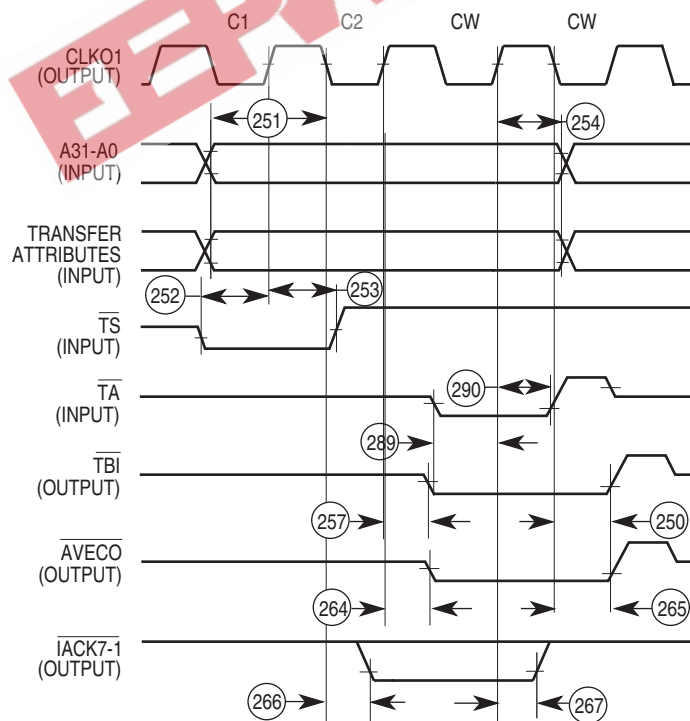 C1 C2 CW CW
CLKO1
(OUTPUT)
251
254
A31-A0
(INPUT)
TRANSFER
ATTRIBUTES
(INPUT)
252
253
TS
(INPUT)
290
TA
(INPUT)
289
TBI
(OUTPUT)
257
250
AVECO
(OUTPUT)
264
265
IACK7-1
(OUTPUT)
266
267